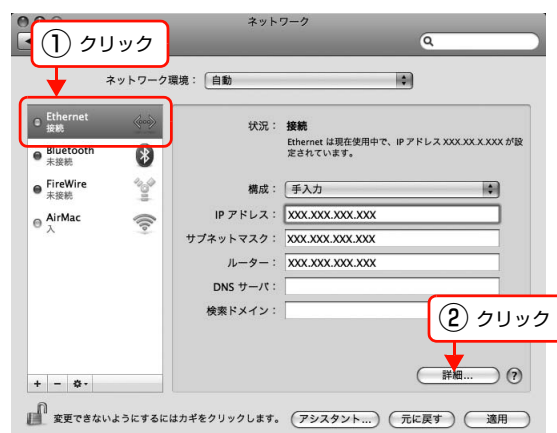 ネットワーク
① クリック
ネットワーク環境： 自動
Ethernet
接続
Bluetooth
未接続
FireWire
未接続
AirMac
入
状況： 接続
Ethernet は現在使用中で、IP アドレス XXX.XX.X.XXX が設
定されています。
構成： 手入力
IP アドレス： XXX.XXX.XXX.XXX
サブネットマスク： XXX.XXX.XXX.XXX
ルーター： XXX.XXX.XXX.XXX
DNS サーバ：
検索ドメイン：
② クリック
詳細... ?
+ −
変更できないようにするにはカギをクリックします。 アシスタント... 元に戻す 適用